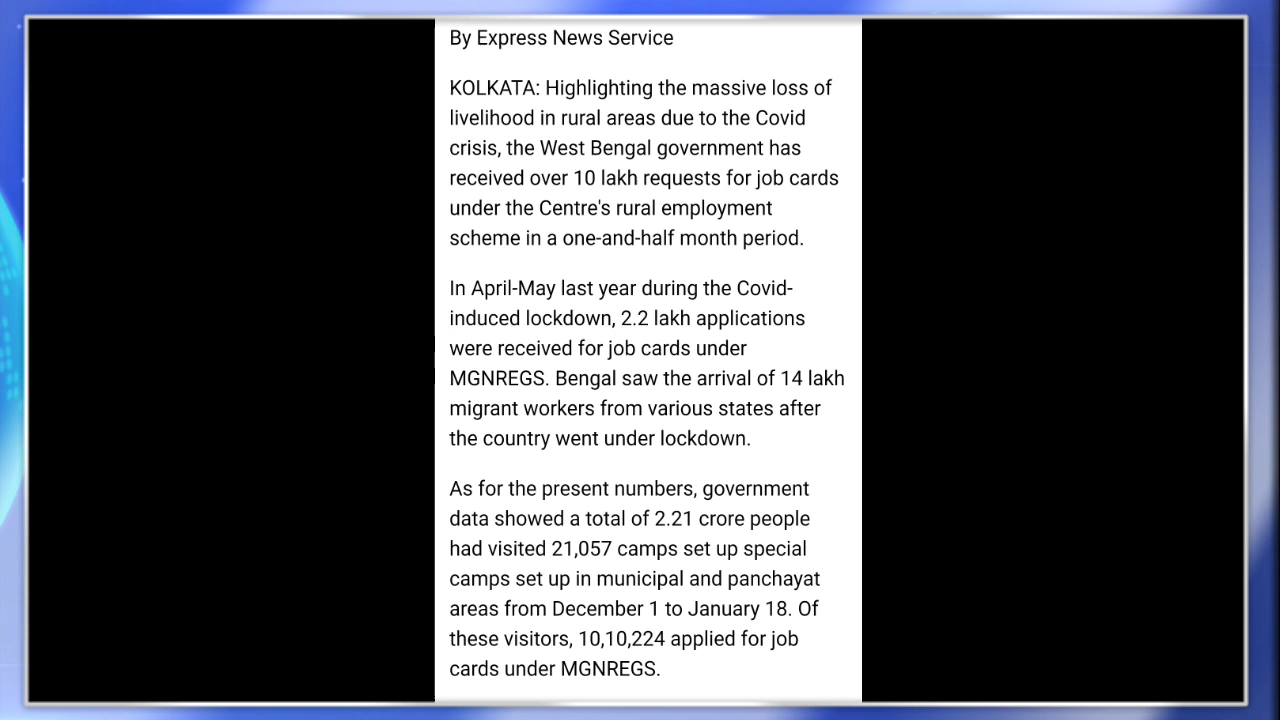 By Express News Service
KOLKATA: Highlighting the massive loss of
livelihood in rural areas due to the Covid
crisis, the West Bengal government has
received over 10 lakh requests for job cards
under the Centre's rural employment
scheme in a one-and-half month period.
In April-May last year during the Covid-
induced lockdown, 2.2 lakh applications
were received for job cards under
MGNREGS. Bengal saw the arrival of 14 lakh
migrant workers from various states after
the country went under lockdown.
As for the present numbers, government
data showed a total of 2.21 crore people
had visited 21,057 camps set up special
camps set up in municipal and panchayat
areas from December 1 to January 18. Of
these visitors, 10,10,224 applied for job
cards under MGNREGS.